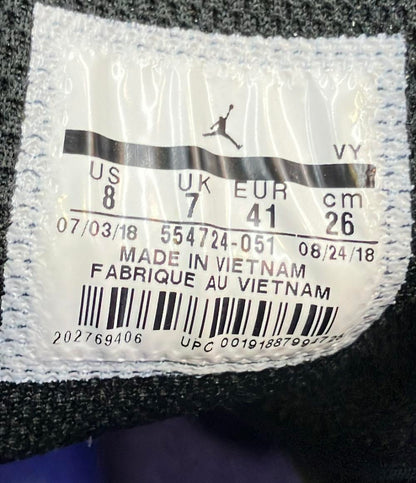 VY
US UK EUR cm
8 7 41 26
07/03/18 554724-051 08/24/18
MADE IN VIETNAM
FABRIQUE AU VIETNAM
202769406